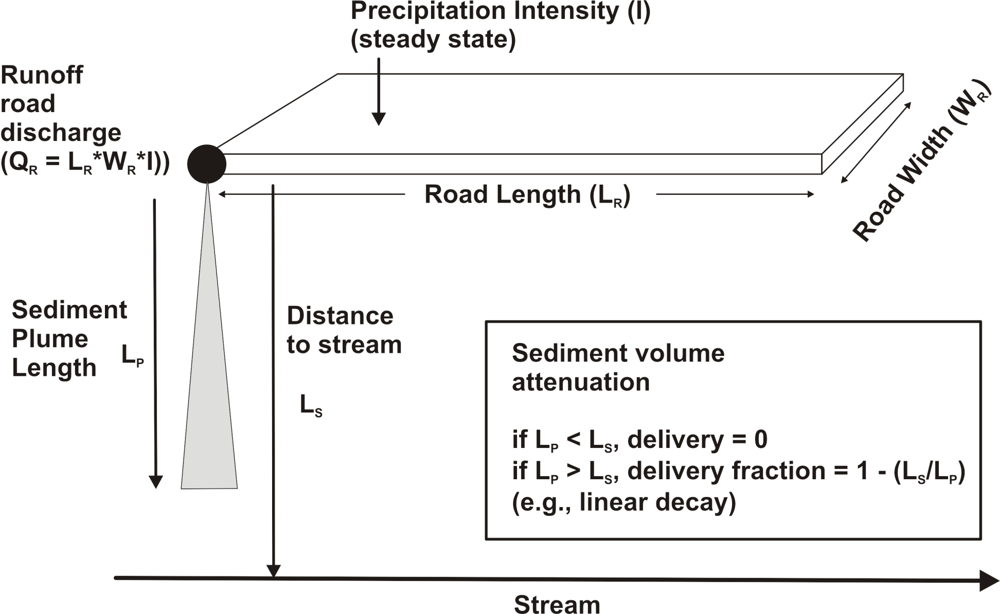 Precipitation Intensity (I)
(steady state)
Runoff
road
discharge
(QR = LR*WR*I))
Road Width (WR)
Road Length (LR)
Sediment
Plume
Length
LP
Distance
to stream
LS
Sediment volume
attenuation
if LP < LS, delivery = 0
if LP > LS, delivery fraction = 1 - (LS/LP)
(e.g., linear decay)
Stream